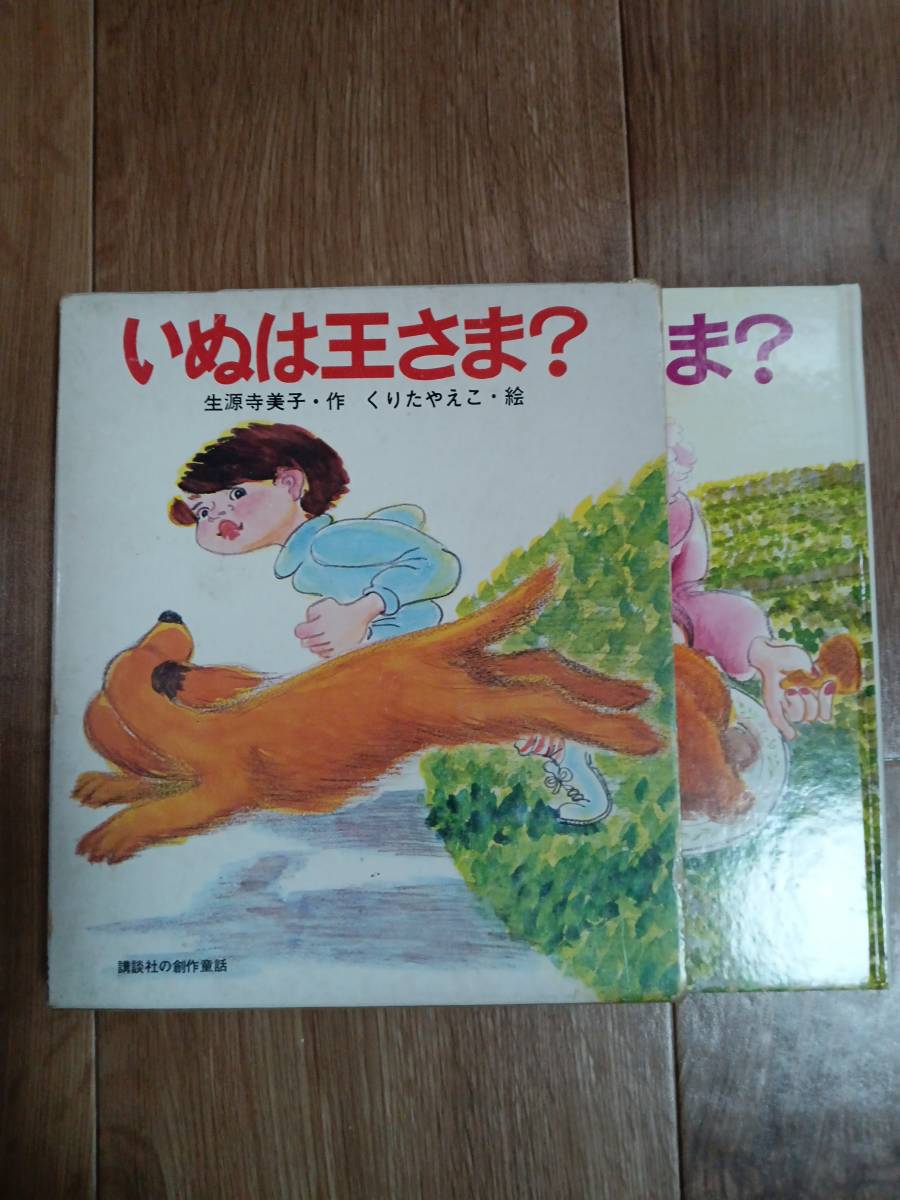 いぬは王さま?
生源寺美子・作 くりたやえこ・絵
講談社の創作童話
ま?